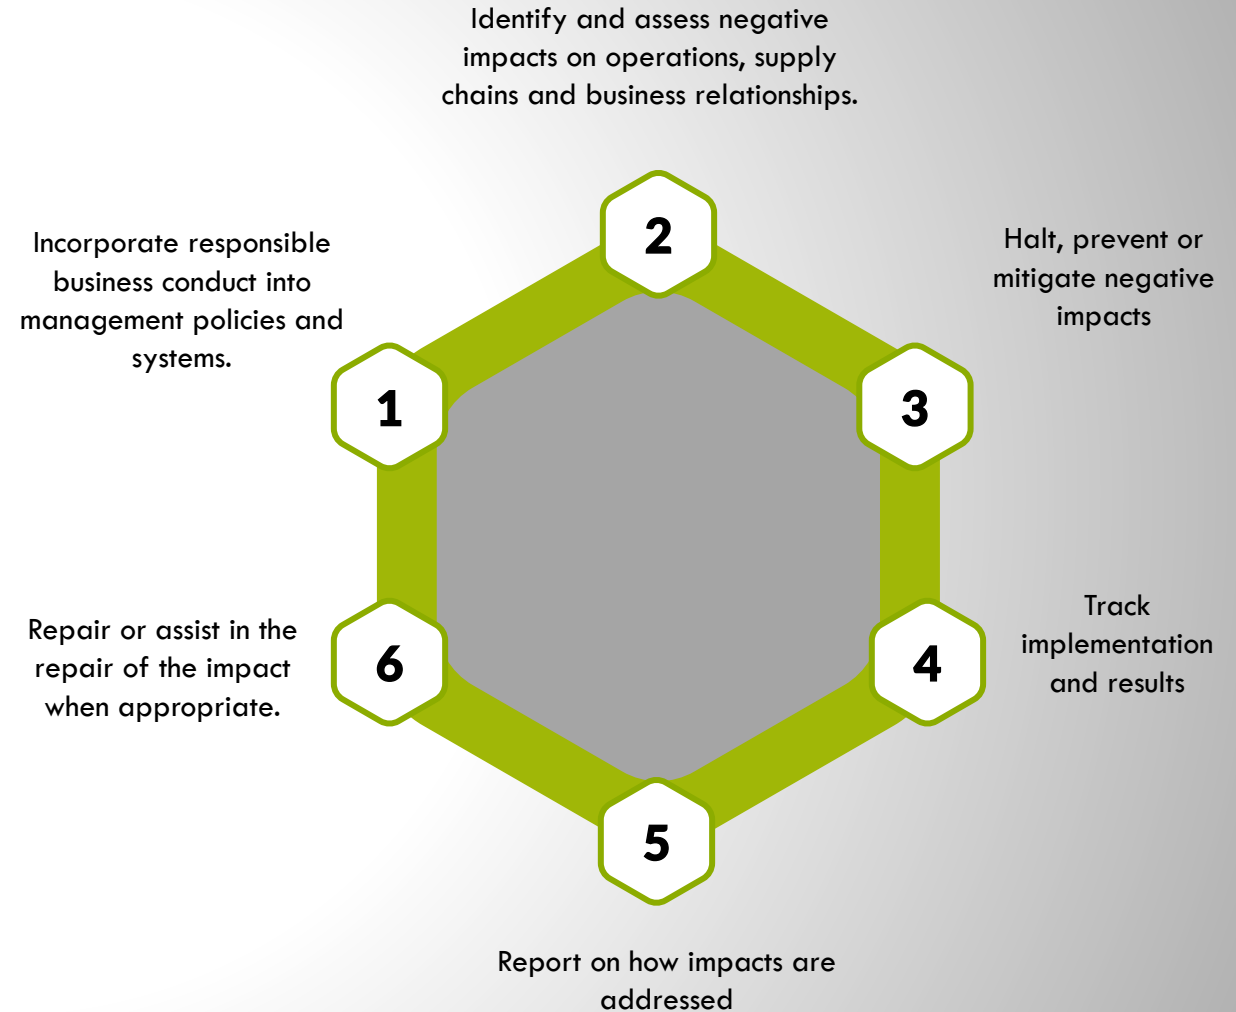 Identify and assess negative
impacts on operations, supply
chains and business relationships.
2
Incorporate responsible
business conduct into
management policies and
systems.
1
Halt, prevent or
mitigate negative
impacts
3
Repair or assist in the
repair of the impact
when appropriate.
6
Track
implementation
and results
4
5
Report on how impacts are
addressed